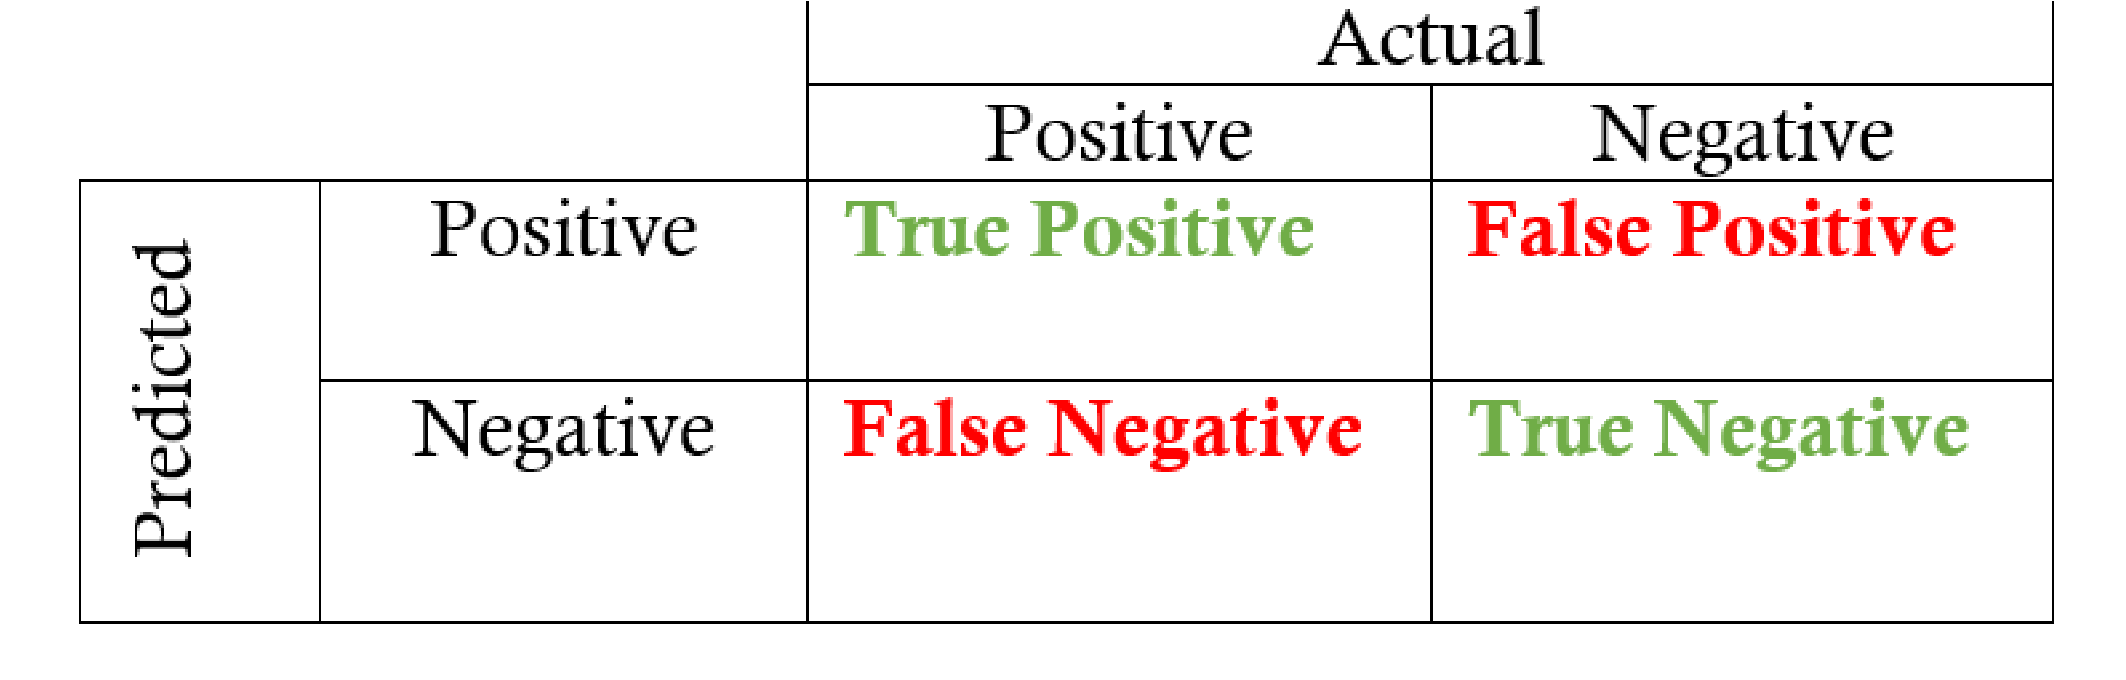 Actual
Positive Negative
Predicted
Positive True Positive False Positive
Negative False Negative True Negative